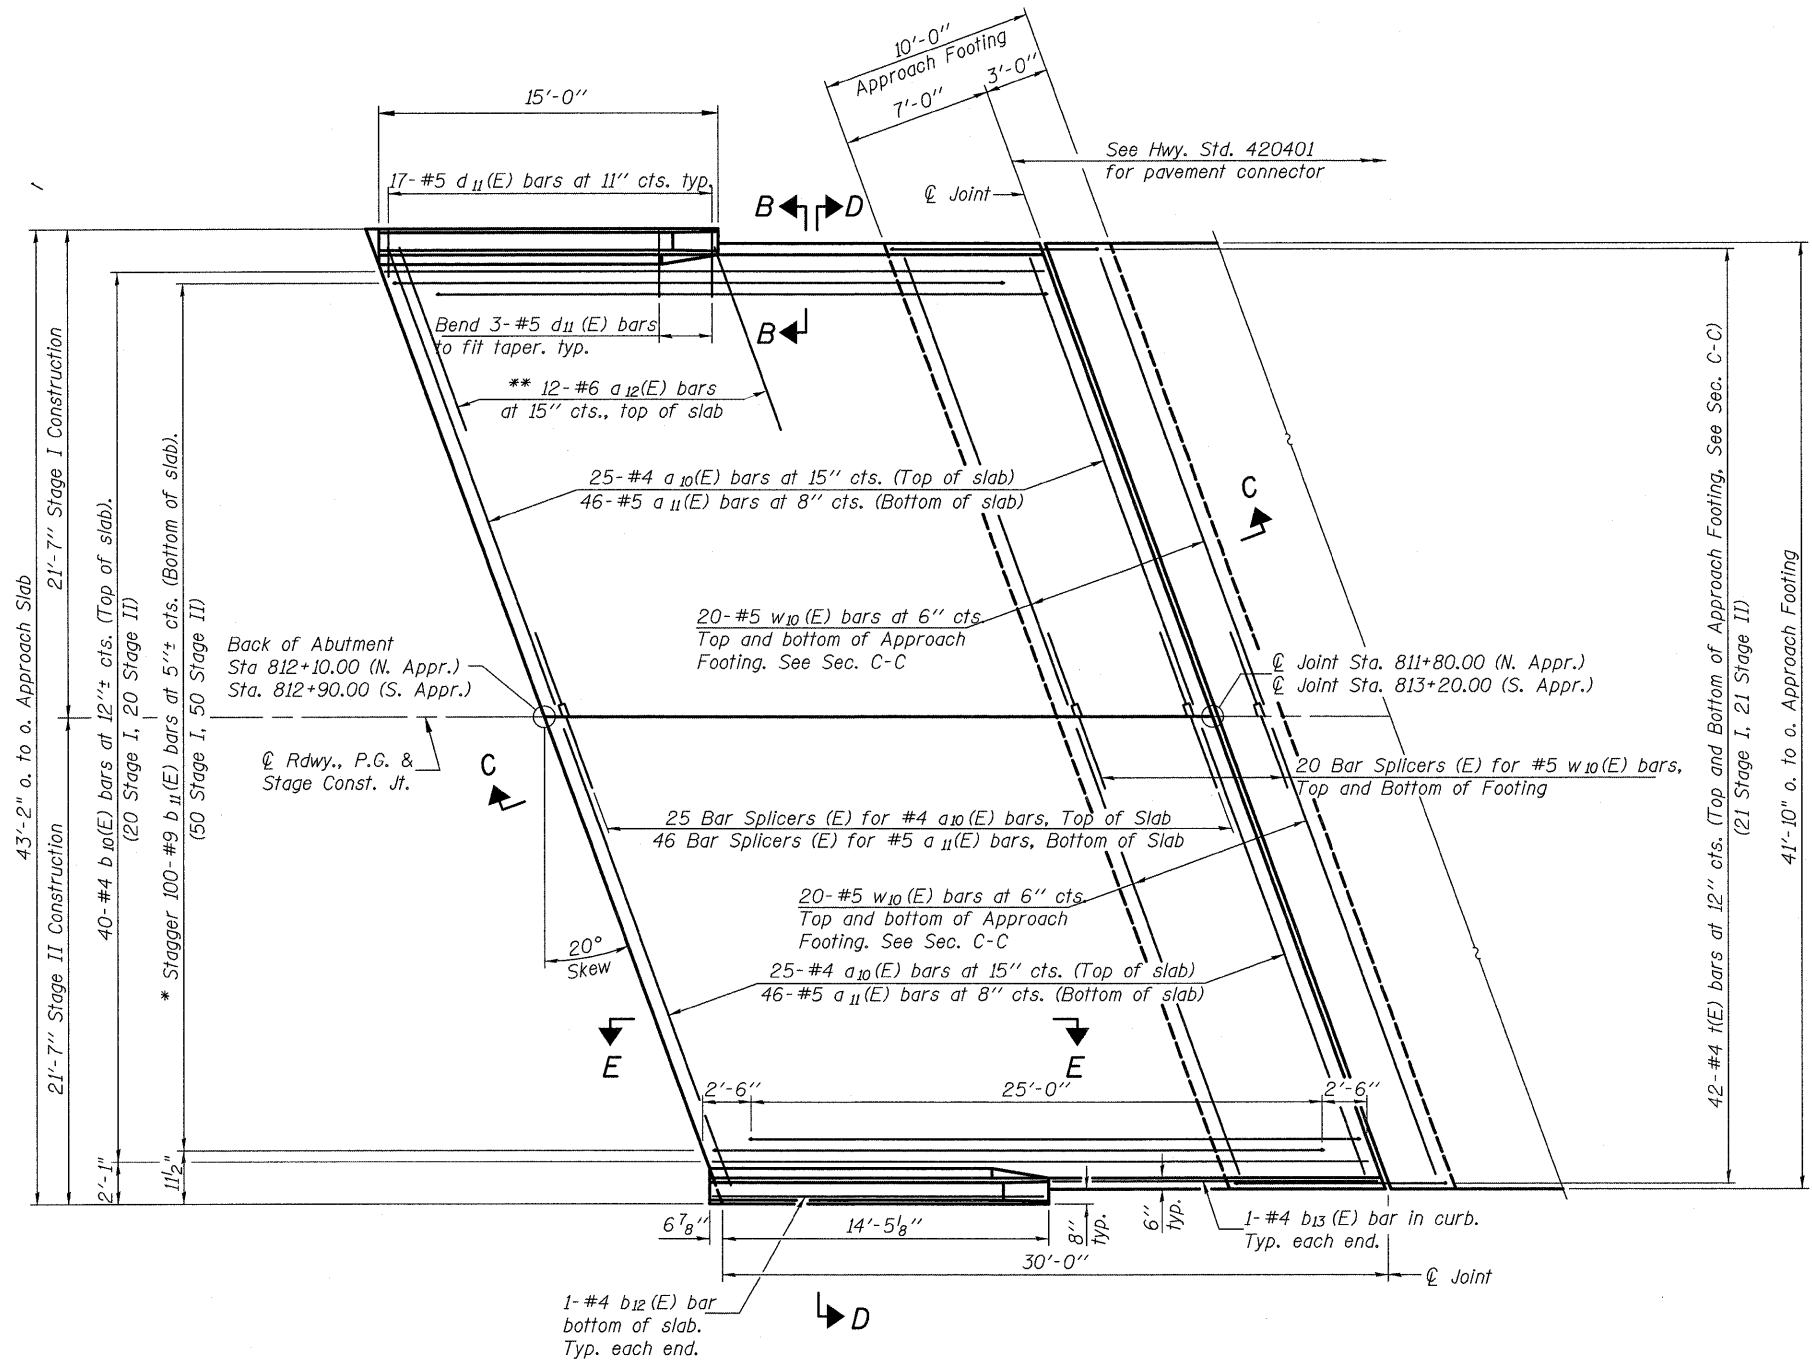 10'-0"
Approach Footing
7'-0"
3'-0"
15'-0"
See Hwy. Std. 420401
for pavement connector
17-#5 d11(E) bars at 11" cts. typ.
℄ Joint
B
D
B
Bend 3-#5 d11(E) bars
to fit taper. typ.
** 12-#6 a12(E) bars
at 15" cts., top of slab
25-#4 a10(E) bars at 15" cts. (Top of slab)
46-#5 a11(E) bars at 8" cts. (Bottom of slab)
C
20-#5 w10(E) bars at 6" cts.
Top and bottom of Approach
Footing. See Sec. C-C
Back of Abutment
Sta 812+10.00 (N. Appr.)
Sta. 812+90.00 (S. Appr.)
℄ Joint Sta. 811+80.00 (N. Appr.)
℄ Joint Sta. 813+20.00 (S. Appr.)
℄ Rdwy., P.G. &
Stage Const. Jt.
C
20 Bar Splicers (E) for #5 w10(E) bars,
Top and Bottom of Footing
25 Bar Splicers (E) for #4 a10(E) bars, Top of Slab
46 Bar Splicers (E) for #5 a11(E) bars, Bottom of Slab
20-#5 w10(E) bars at 6" cts.
Top and bottom of Approach
Footing. See Sec. C-C
20°
Skew
25-#4 a10(E) bars at 15" cts. (Top of slab)
46-#5 a11(E) bars at 8" cts. (Bottom of slab)
E
E
2'-6"
25'-0"
2'-6"
6 7/8"
14'-5 1/8"
8"
typ.
6"
typ.
1-#4 b13(E) bar in curb.
Typ. each end.
30'-0"
℄ Joint
1-#4 b12(E) bar
bottom of slab.
Typ. each end.
D
43'-2" o. to o. Approach Slab
21'-7" Stage I Construction
21'-7" Stage II Construction
40-#4 b10(E) bars at 12"± cts. (Top of slab).
(20 Stage I, 20 Stage II)
* Stagger 100-#9 b11(E) bars at 5"± cts. (Bottom of slab).
(50 Stage I, 50 Stage II)
2'-1"
11 1/2"
42-#4 t(E) bars at 12" cts. (Top and Bottom of Approach Footing, See Sec. C-C)
(21 Stage I, 21 Stage II)
41'-10" o. to o. Approach Footing